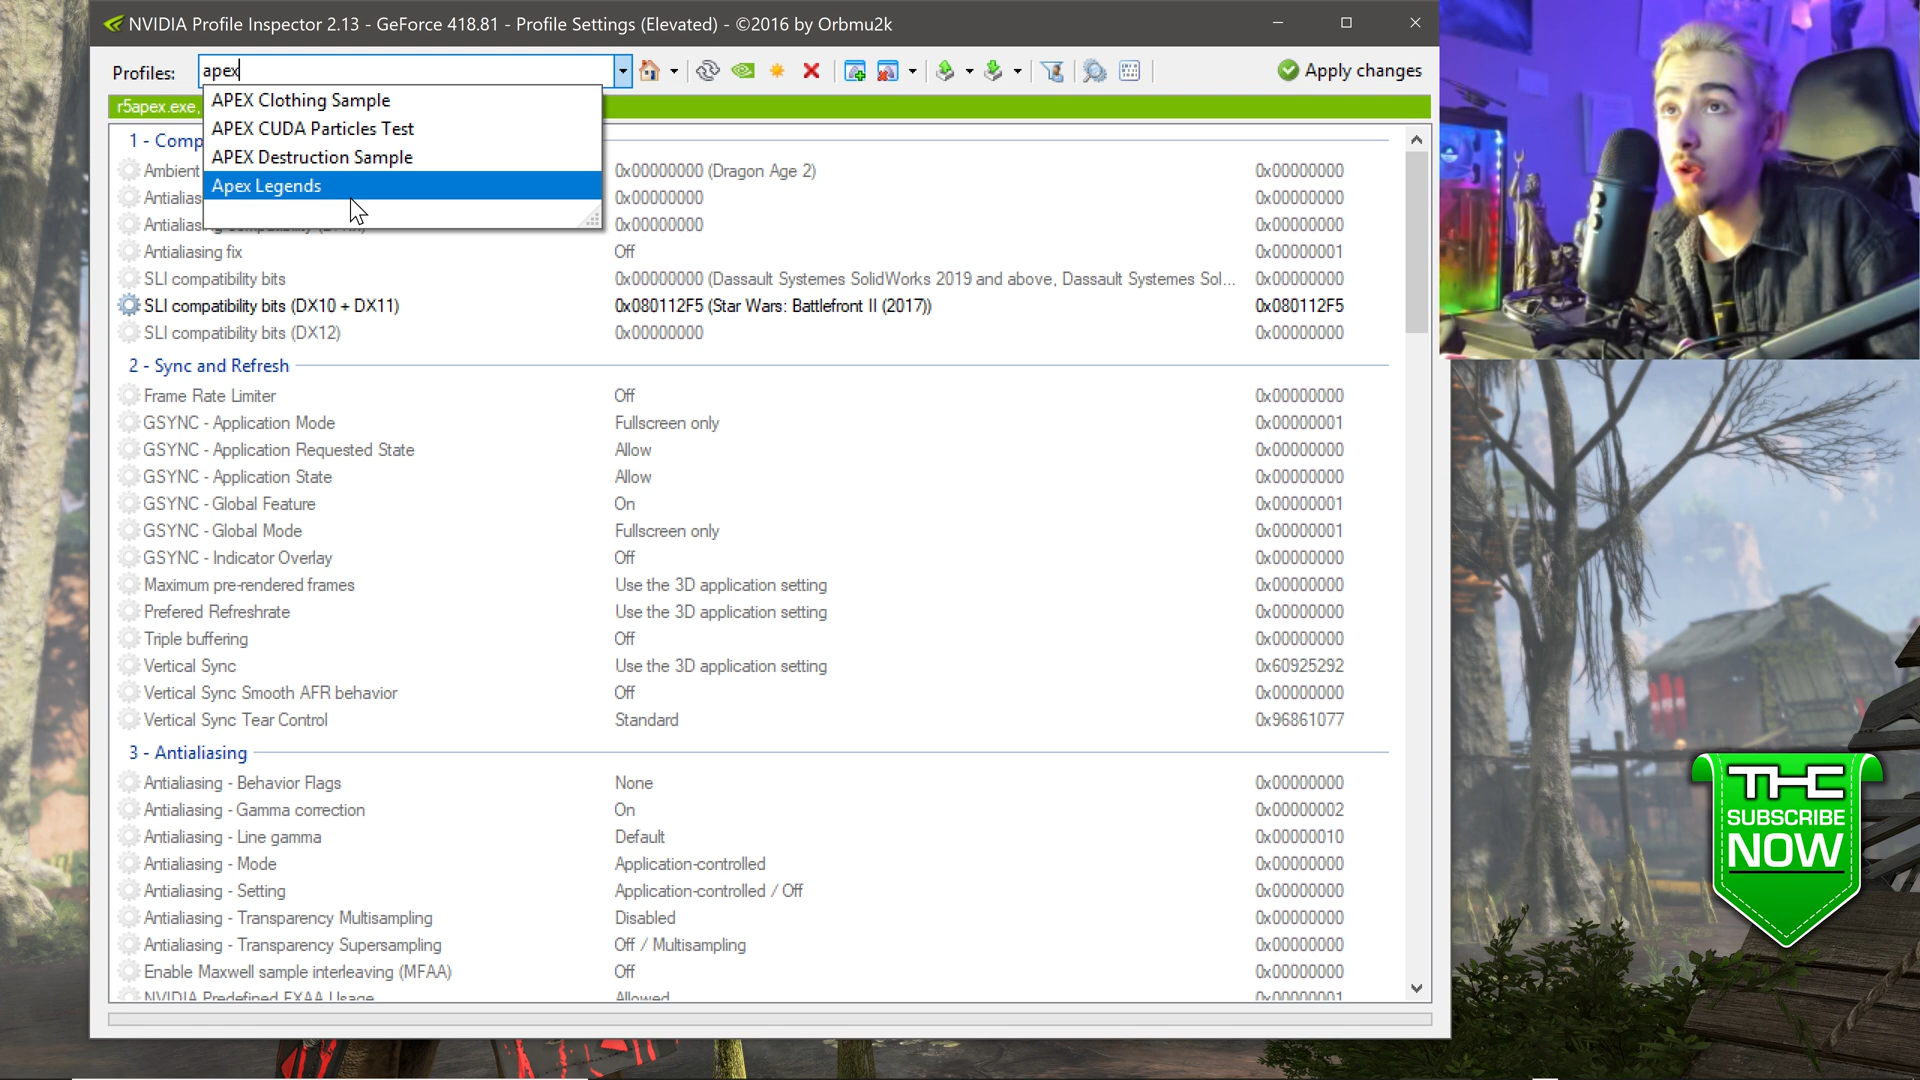 NVIDIA Profile Inspector 2.13 - GeForce 418.81 - Profile Settings (Elevated) - ©2016 by Orbmu2k
Profiles: apex Apply changes
r5apex.exe,
APEX Clothing Sample
APEX CUDA Particles Test
APEX Destruction Sample
Apex Legends
1 - Comp
Ambient 0x00000000 (Dragon Age 2) 0x00000000
Antialias 0x00000000 0x00000000
Antialias 0x00000000 0x00000000
Antialiasing fix Off 0x00000001
SLI compatibility bits 0x00000000 (Dassault Systemes SolidWorks 2019 and above, Dassault Systemes Sol... 0x00000000
SLI compatibility bits (DX10 + DX11) 0x080112F5 (Star Wars: Battlefront II (2017)) 0x080112F5
SLI compatibility bits (DX12) 0x00000000 0x00000000
2 - Sync and Refresh
Frame Rate Limiter Off 0x00000000
GSYNC - Application Mode Fullscreen only 0x00000001
GSYNC - Application Requested State Allow 0x00000000
GSYNC - Application State Allow 0x00000000
GSYNC - Global Feature On 0x00000001
GSYNC - Global Mode Fullscreen only 0x00000001
GSYNC - Indicator Overlay Off 0x00000000
Maximum pre-rendered frames Use the 3D application setting 0x00000000
Prefered Refreshrate Use the 3D application setting 0x00000000
Triple buffering Off 0x00000000
Vertical Sync Use the 3D application setting 0x60925292
Vertical Sync Smooth AFR behavior Off 0x00000000
Vertical Sync Tear Control Standard 0x96861077
3 - Antialiasing
Antialiasing - Behavior Flags None 0x00000000
Antialiasing - Gamma correction On 0x00000002
Antialiasing - Line gamma Default 0x00000010
Antialiasing - Mode Application-controlled 0x00000000
Antialiasing - Setting Application-controlled / Off 0x00000000
Antialiasing - Transparency Multisampling Disabled 0x00000000
Antialiasing - Transparency Supersampling Off / Multisampling 0x00000000
Enable Maxwell sample interleaving (MFAA) Off 0x00000000
NVIDIA Predefined FXAA Usage Allowed 0x00000001
THC
SUBSCRIBE
NOW